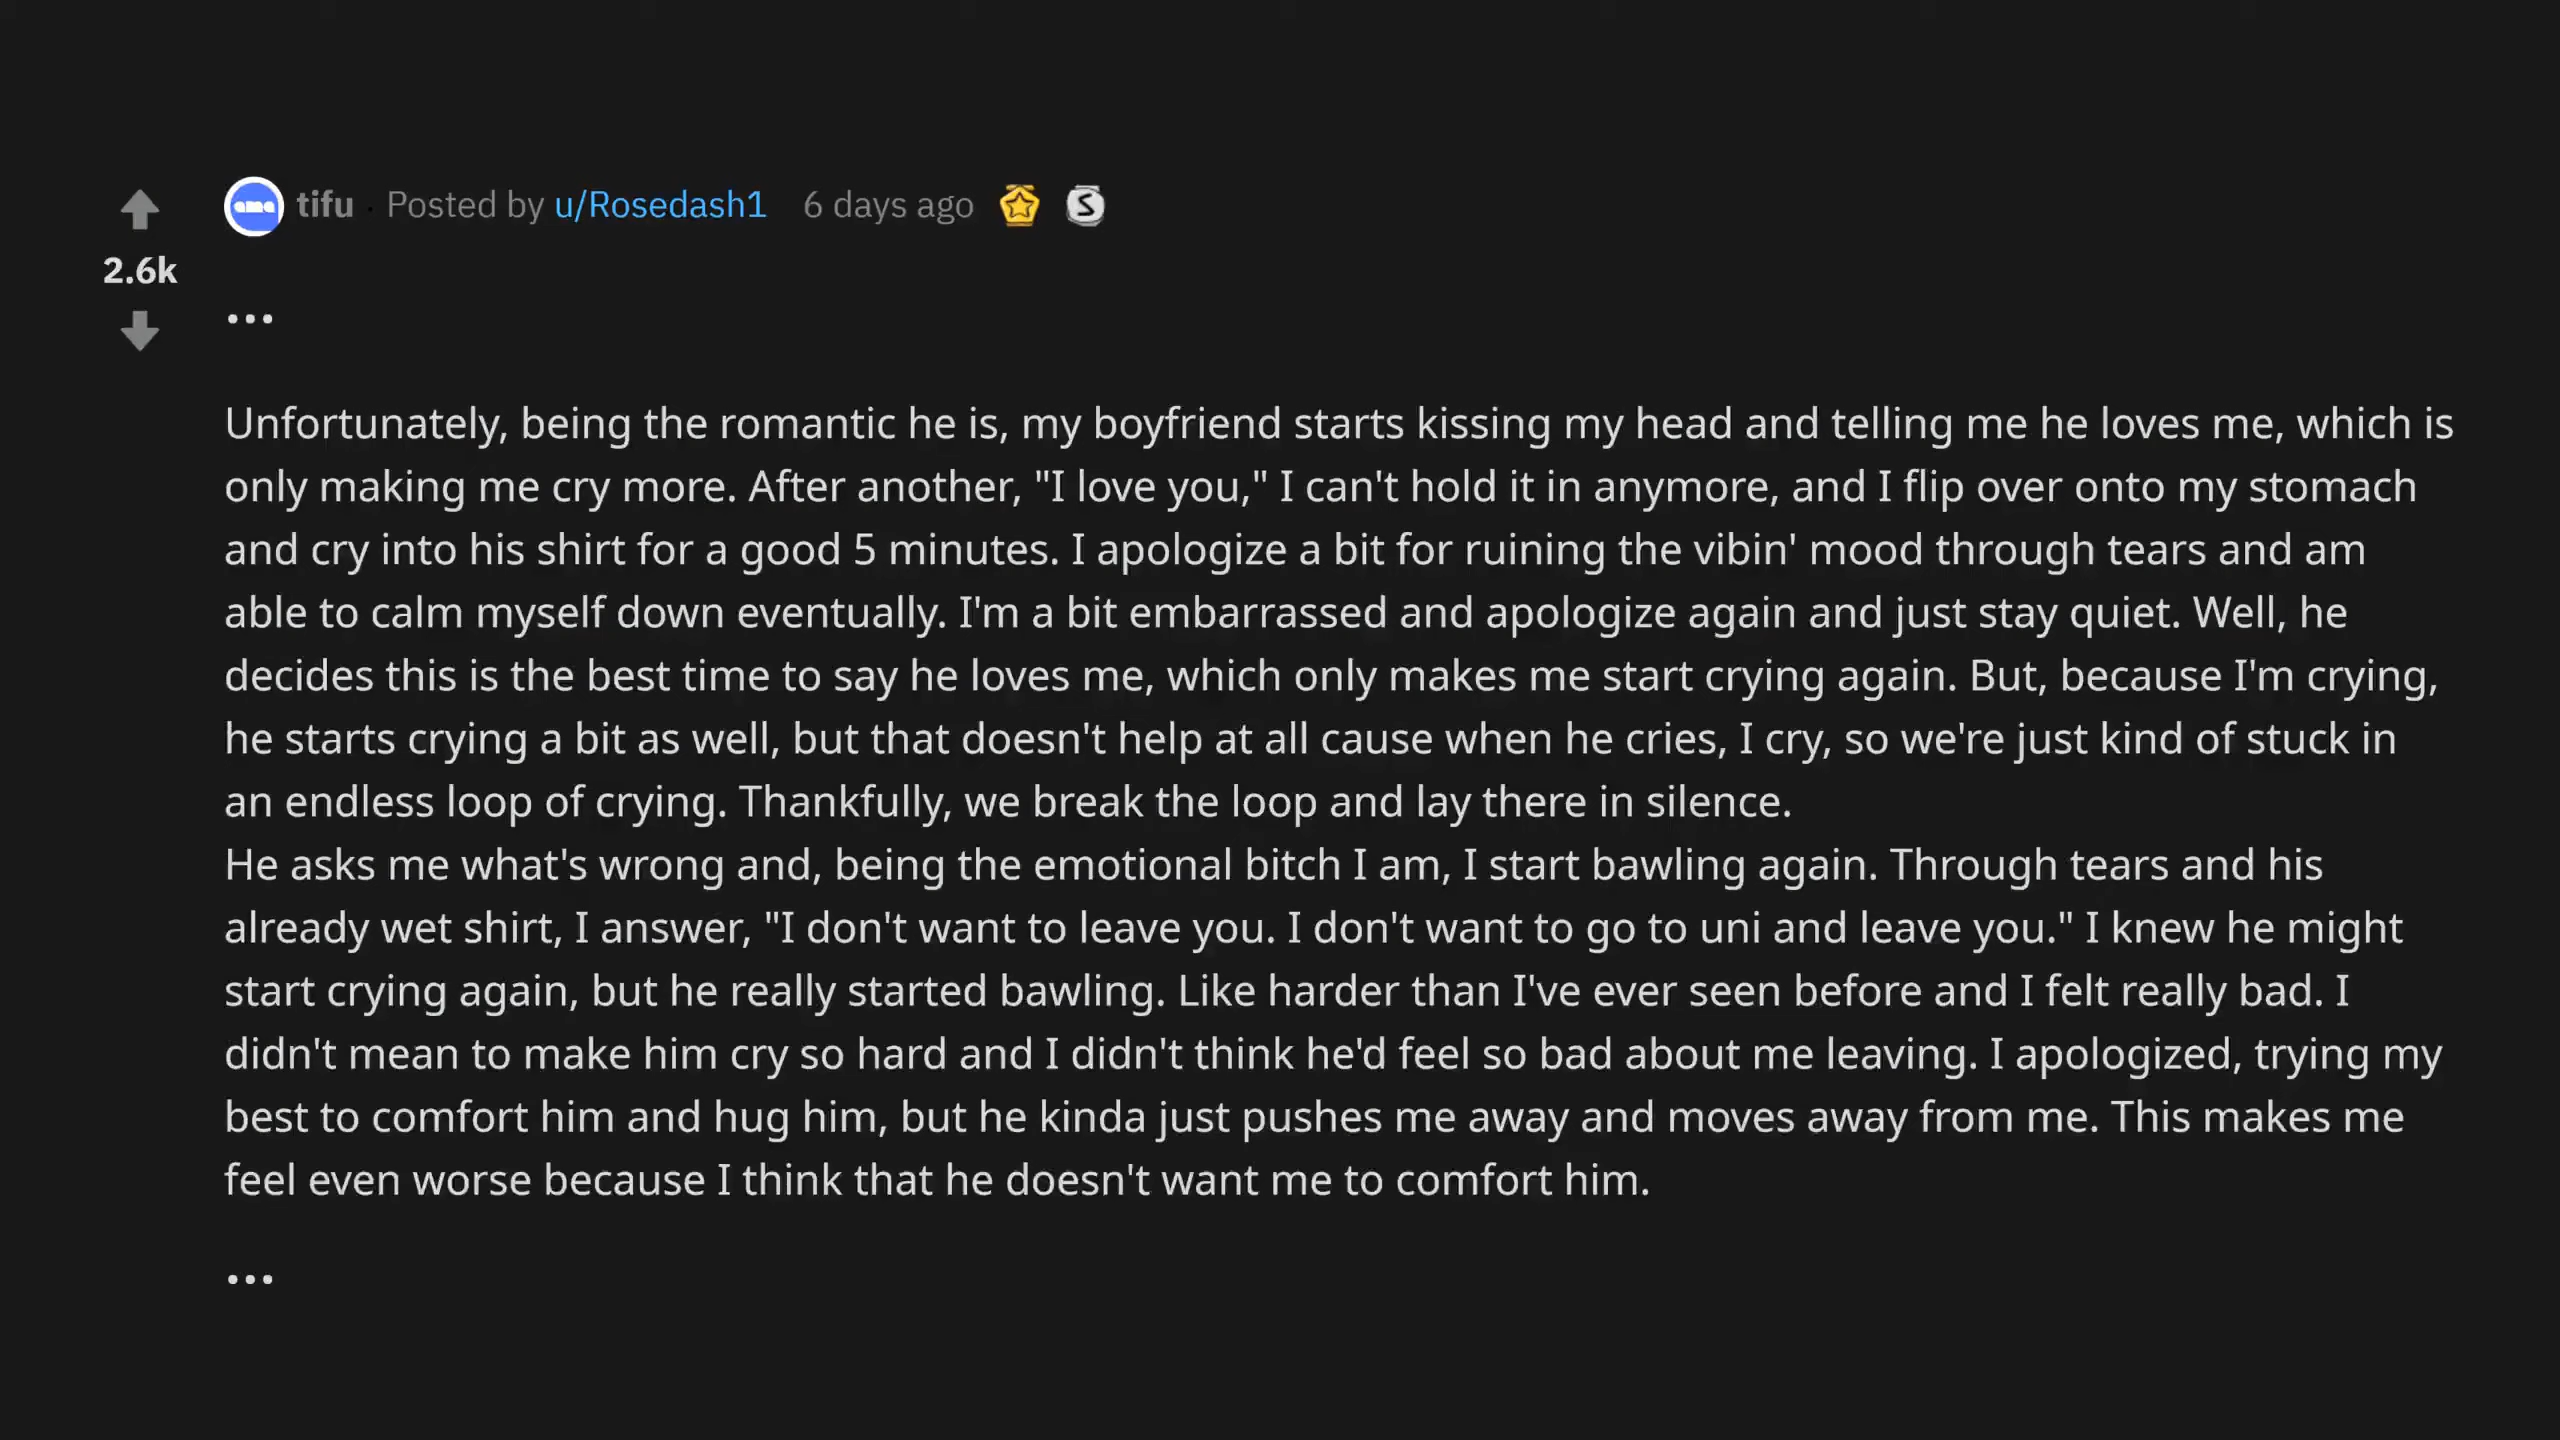 ama tifu · Posted by u/Rosedash1 6 days ago S
2.6k
...
Unfortunately, being the romantic he is, my boyfriend starts kissing my head and telling me he loves me, which is
only making me cry more. After another, "I love you," I can't hold it in anymore, and I flip over onto my stomach
and cry into his shirt for a good 5 minutes. I apologize a bit for ruining the vibin' mood through tears and am
able to calm myself down eventually. I'm a bit embarrassed and apologize again and just stay quiet. Well, he
decides this is the best time to say he loves me, which only makes me start crying again. But, because I'm crying,
he starts crying a bit as well, but that doesn't help at all cause when he cries, I cry, so we're just kind of stuck in
an endless loop of crying. Thankfully, we break the loop and lay there in silence.
He asks me what's wrong and, being the emotional bitch I am, I start bawling again. Through tears and his
already wet shirt, I answer, "I don't want to leave you. I don't want to go to uni and leave you." I knew he might
start crying again, but he really started bawling. Like harder than I've ever seen before and I felt really bad. I
didn't mean to make him cry so hard and I didn't think he'd feel so bad about me leaving. I apologized, trying my
best to comfort him and hug him, but he kinda just pushes me away and moves away from me. This makes me
feel even worse because I think that he doesn't want me to comfort him.
...